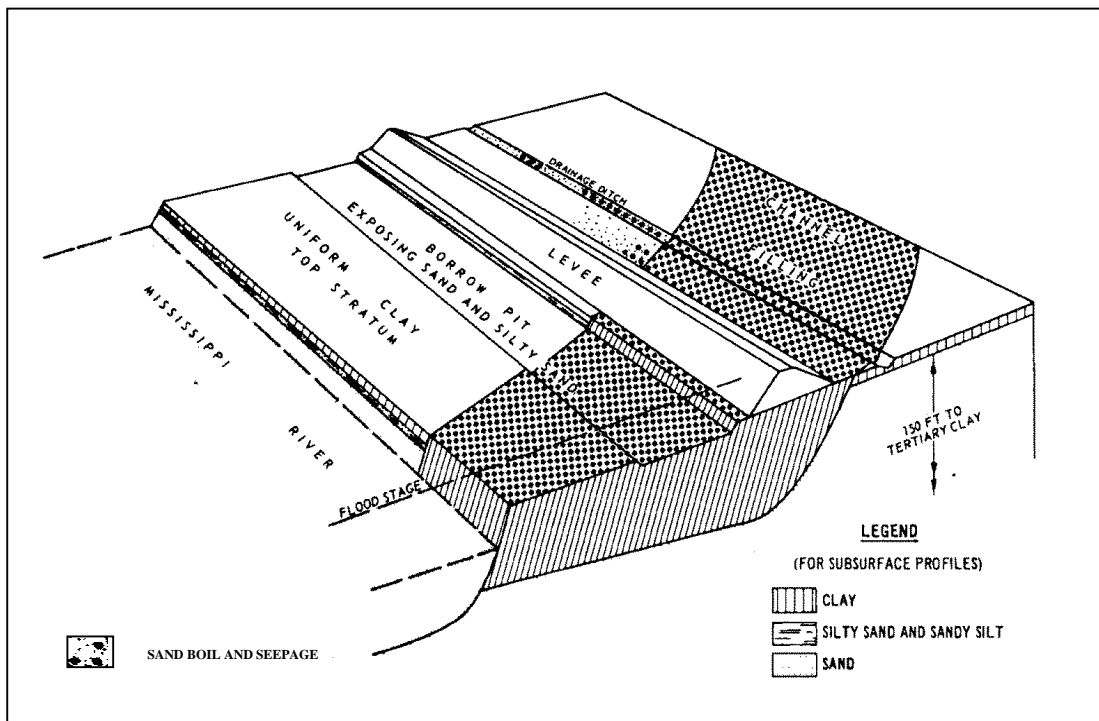 DRAINAGE DITCH
CHANNEL
FILLING
LEVEE
BORROW PIT
EXPOSING SAND AND SILTY SAND
UNIFORM CLAY
TOP STRATUM
MISSISSIPPI
RIVER
FLOOD STAGE
150 FT TO
TERTIARY CLAY
LEGEND
(FOR SUBSURFACE PROFILES)
CLAY
SILTY SAND AND SANDY SILT
SAND
SAND BOIL AND SEEPAGE